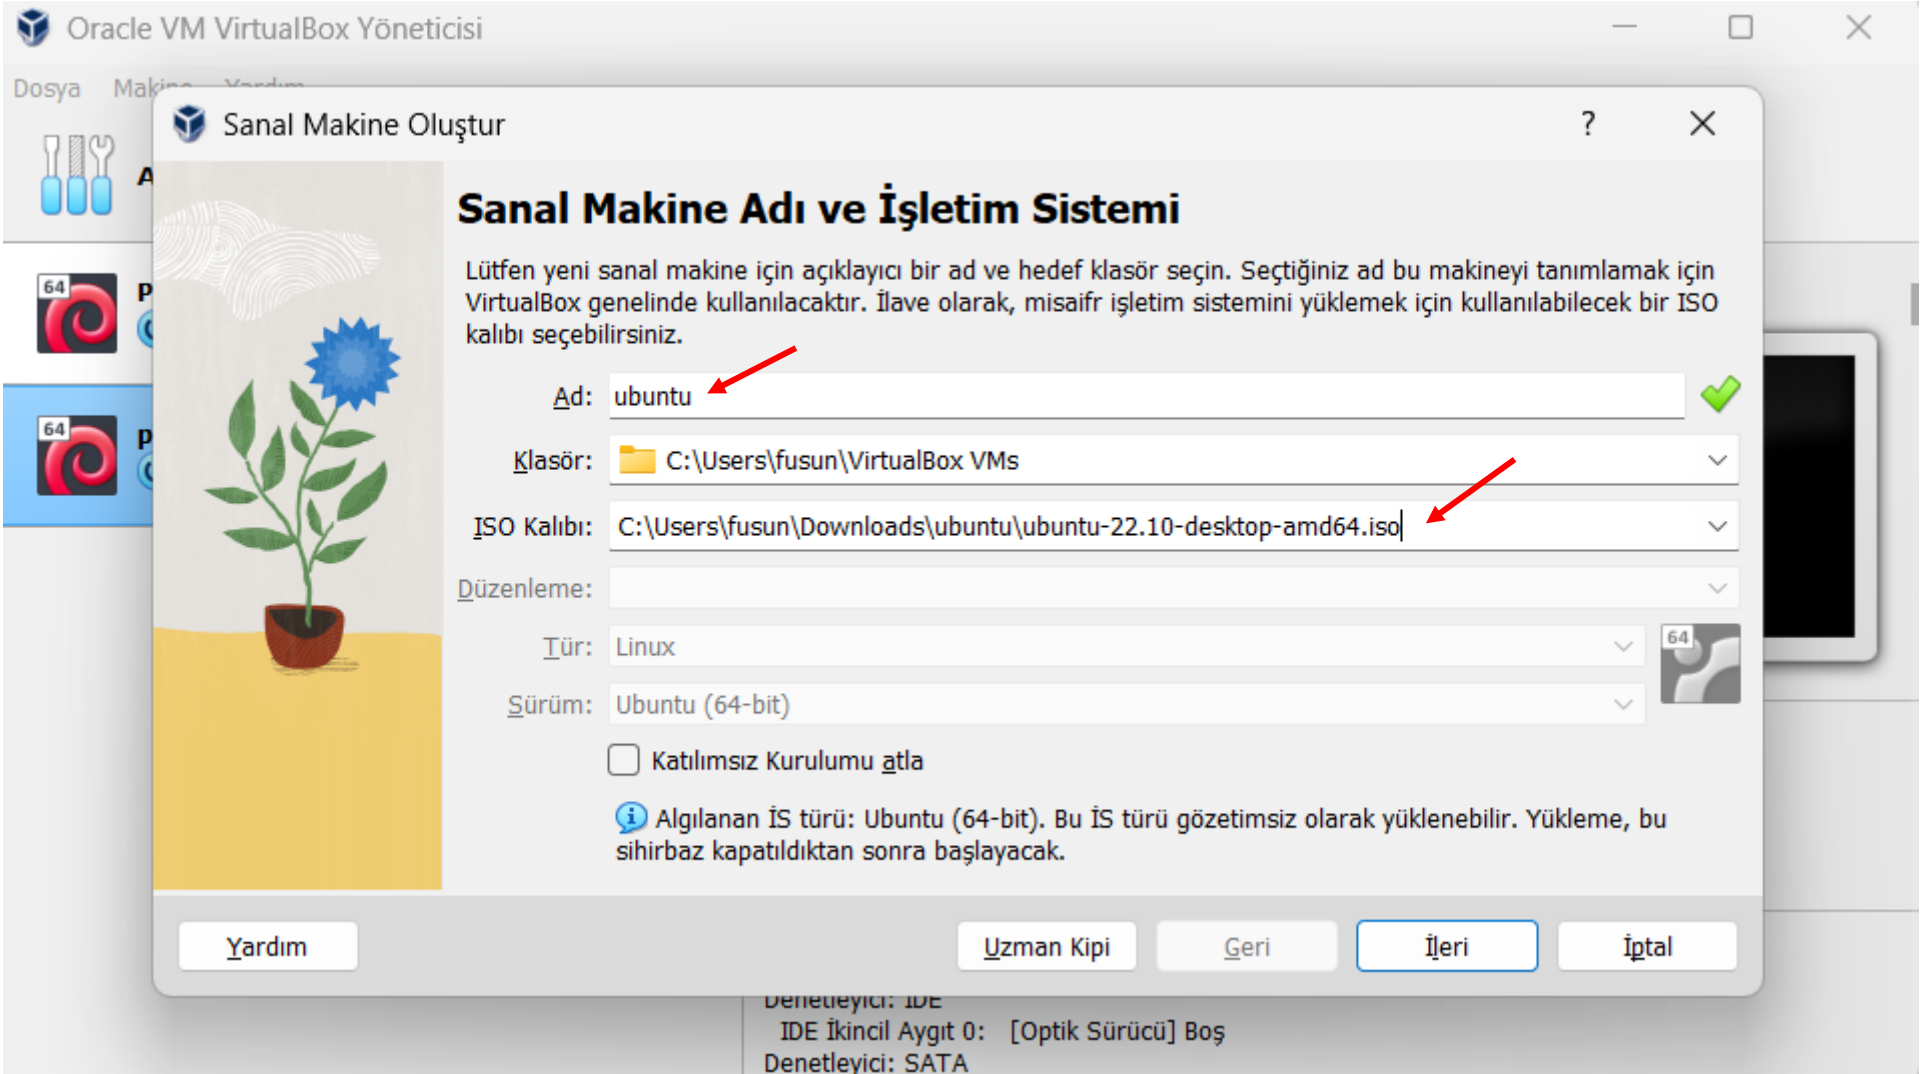 Oracle VM VirtualBox Yöneticisi
Dosya
Sanal Makine Oluştur
?
Sanal Makine Adı ve İşletim Sistemi
Lütfen yeni sanal makine için açıklayıcı bir ad ve hedef klasör seçin. Seçtiğiniz ad bu makineyi tanımlamak için
VirtualBox genelinde kullanılacaktır. İlave olarak, misaifr işletim sistemini yüklemek için kullanılabilecek bir ISO
kalıbı seçebilirsiniz.
Ad: ubuntu
Klasör: C:\Users\fusun\VirtualBox VMs
ISO Kalıbı: C:\Users\fusun\Downloads\ubuntu\ubuntu-22.10-desktop-amd64.iso
Düzenleme:
Tür: Linux
64
Sürüm: Ubuntu (64-bit)
Katılımsız Kurulumu atla
Algılanan İS türü: Ubuntu (64-bit). Bu İS türü gözetimsiz olarak yüklenebilir. Yükleme, bu
sihirbaz kapatıldıktan sonra başlayacak.
Yardım
Uzman Kipi
Geri
İleri
İptal
64
64
Denetleyici: IDE
IDE İkincil Aygıt 0: [Optik Sürücü] Boş
Denetleyici: SATA